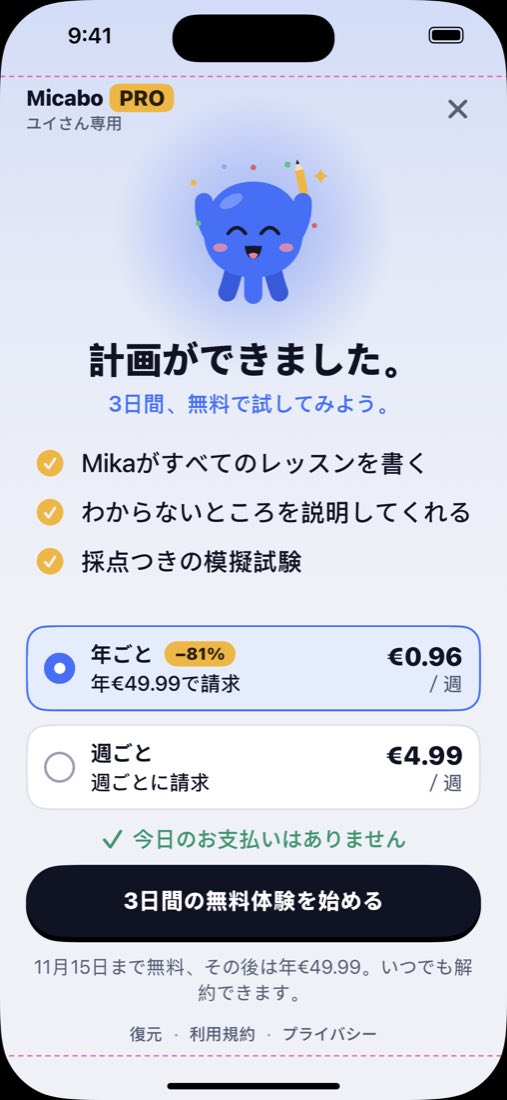 9:41
Micabo PRO
ユイさん専用
計画ができました。
3日間、無料で試してみよう。
Mikaがすべてのレッスンを書く
わからないところを説明してくれる
採点つきの模擬試験
年ごと −81%
€0.96
年€49.99で請求
/ 週
週ごと
€4.99
週ごとに請求
/ 週
今日のお支払いはありません
3日間の無料体験を始める
11月15日まで無料、その後は年€49.99。いつでも解
約できます。
復元 · 利用規約 · プライバシー